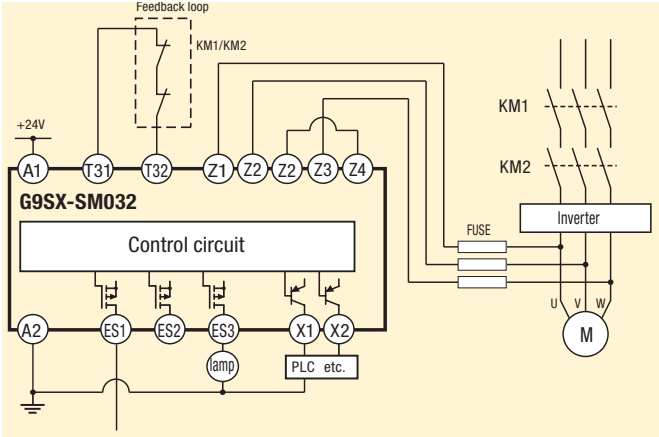 Feedback loop
KM1/KM2
+24V
KM1
KM2
A1 T31 T32 Z1 Z2 Z2 Z3 Z4
G9SX-SM032
Inverter
FUSE
Control circuit
U V W
M
A2 ES1 ES2 ES3 X1 X2
lamp
PLC etc.